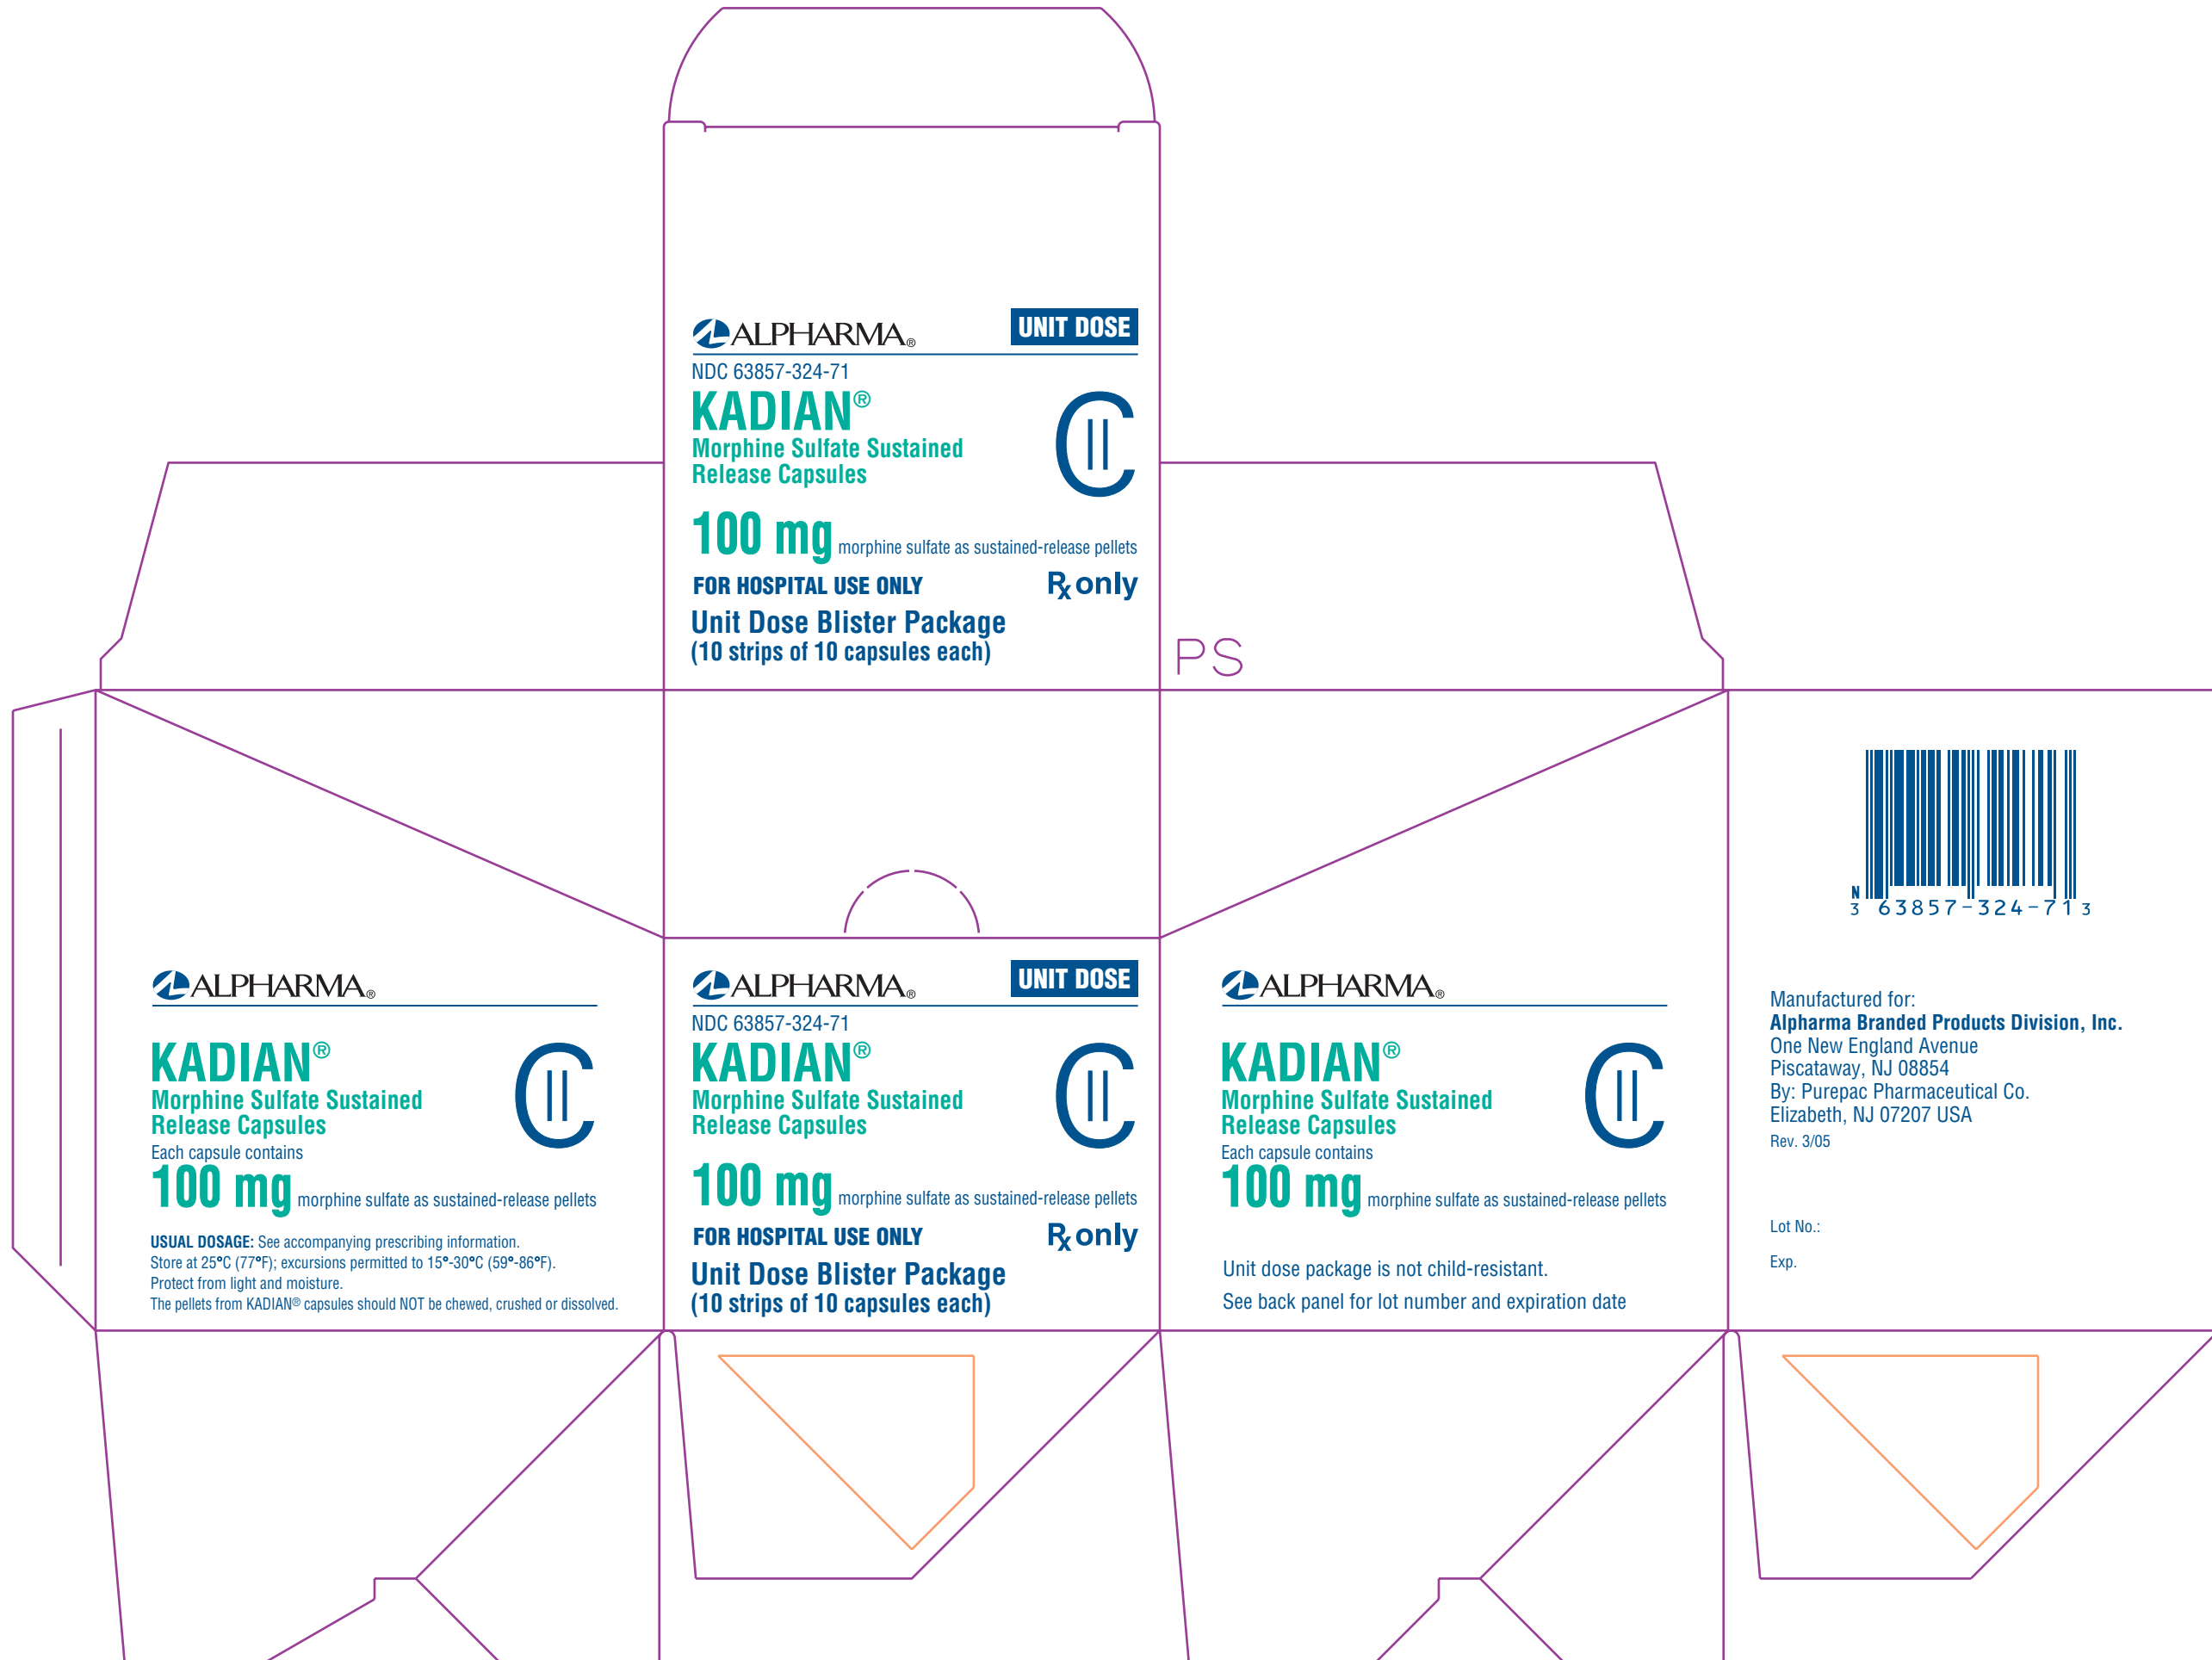 ALPHARMA®
UNIT DOSE
NDC 63857-324-71
KADIAN®
CII
Morphine Sulfate Sustained
Release Capsules
100 mg morphine sulfate as sustained-release pellets
FOR HOSPITAL USE ONLY
Rx only
Unit Dose Blister Package
(10 strips of 10 capsules each)
PS
ALPHARMA®
KADIAN®
CII
Morphine Sulfate Sustained
Release Capsules
Each capsule contains
100 mg morphine sulfate as sustained-release pellets
USUAL DOSAGE: See accompanying prescribing information.
Store at 25°C (77°F); excursions permitted to 15°-30°C (59°-86°F).
Protect from light and moisture.
The pellets from KADIAN® capsules should NOT be chewed, crushed or dissolved.
ALPHARMA®
UNIT DOSE
NDC 63857-324-71
KADIAN®
CII
Morphine Sulfate Sustained
Release Capsules
100 mg morphine sulfate as sustained-release pellets
FOR HOSPITAL USE ONLY
Rx only
Unit Dose Blister Package
(10 strips of 10 capsules each)
ALPHARMA®
KADIAN®
CII
Morphine Sulfate Sustained
Release Capsules
Each capsule contains
100 mg morphine sulfate as sustained-release pellets
Unit dose package is not child-resistant.
See back panel for lot number and expiration date
N
3 63857-324-71 3
Manufactured for:
Alpharma Branded Products Division, Inc.
One New England Avenue
Piscataway, NJ 08854
By: Purepac Pharmaceutical Co.
Elizabeth, NJ 07207 USA
Rev. 3/05
Lot No.:
Exp.